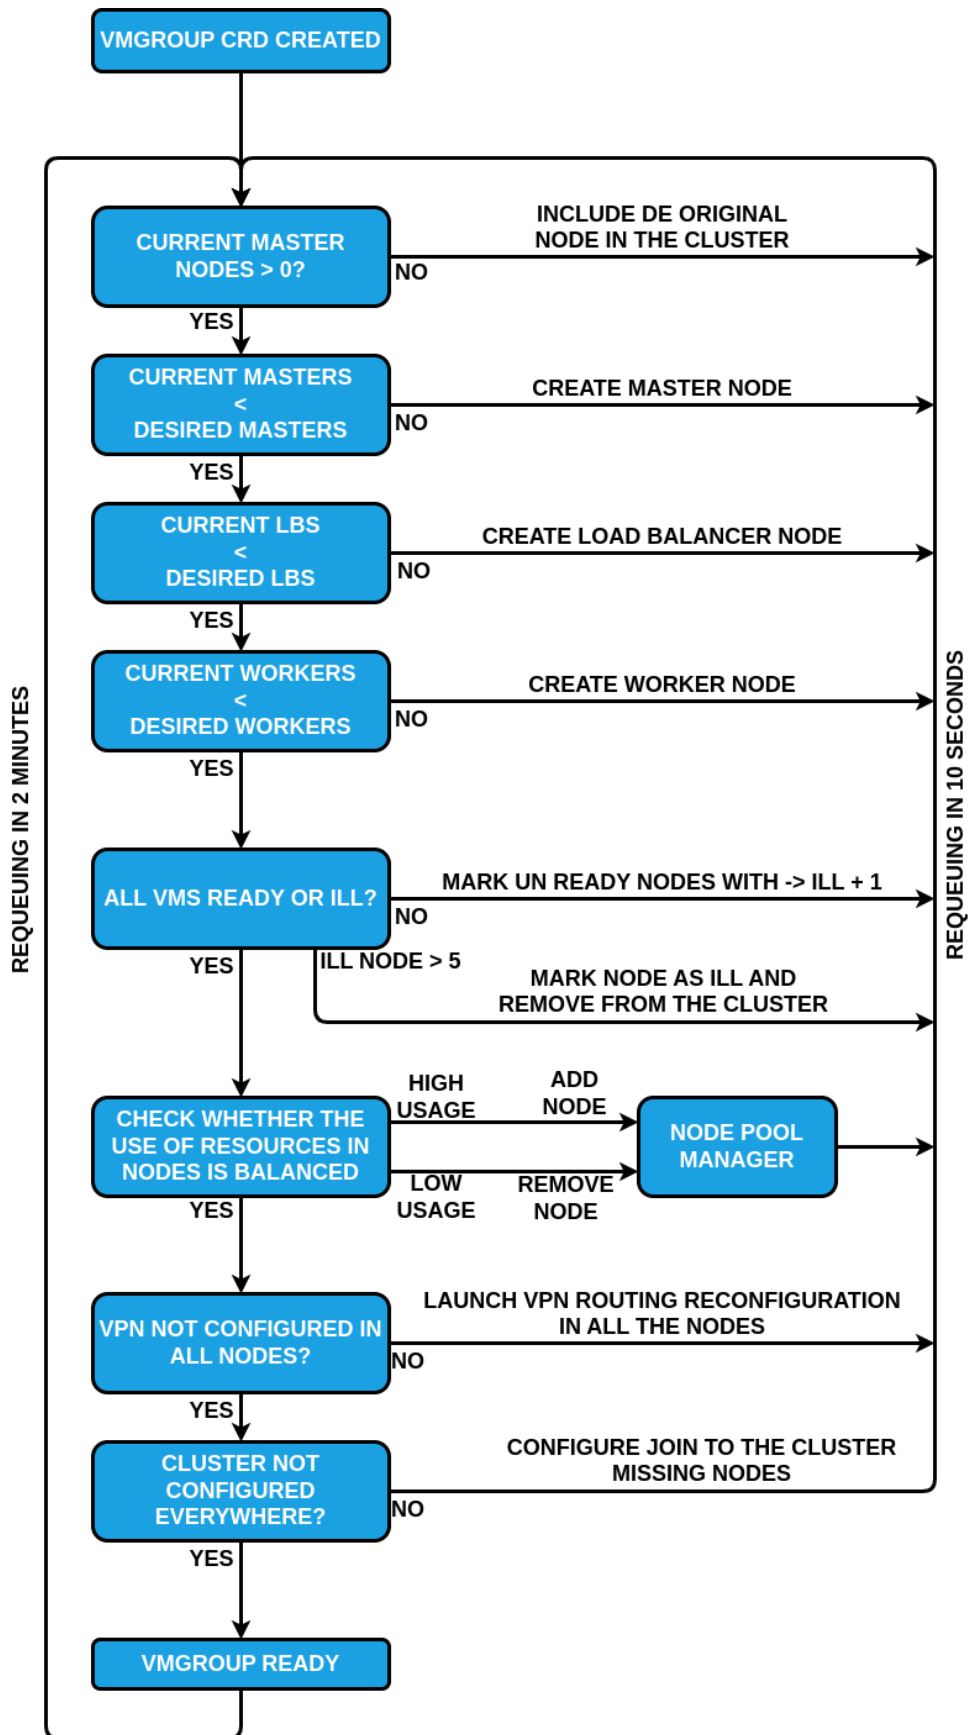 VMGROUP CRD CREATED
CURRENT MASTER
NODES > 0?
INCLUDE DE ORIGINAL
NODE IN THE CLUSTER
NO
YES
CURRENT MASTERS
<
DESIRED MASTERS
CREATE MASTER NODE
NO
YES
CURRENT LBS
<
DESIRED LBS
CREATE LOAD BALANCER NODE
NO
YES
CURRENT WORKERS
<
DESIRED WORKERS
CREATE WORKER NODE
NO
YES
REQUEUING IN 2 MINUTES
REQUEUING IN 10 SECONDS
ALL VMS READY OR ILL?
MARK UN READY NODES WITH -> ILL + 1
NO
YES
ILL NODE > 5
MARK NODE AS ILL AND
REMOVE FROM THE CLUSTER
CHECK WHETHER THE
USE OF RESOURCES IN
NODES IS BALANCED
HIGH
USAGE
ADD
NODE
LOW
USAGE
REMOVE
NODE
NODE POOL
MANAGER
YES
VPN NOT CONFIGURED IN
ALL NODES?
LAUNCH VPN ROUTING RECONFIGURATION
IN ALL THE NODES
NO
YES
CLUSTER NOT
CONFIGURED
EVERYWHERE?
CONFIGURE JOIN TO THE CLUSTER
MISSING NODES
NO
YES
VMGROUP READY